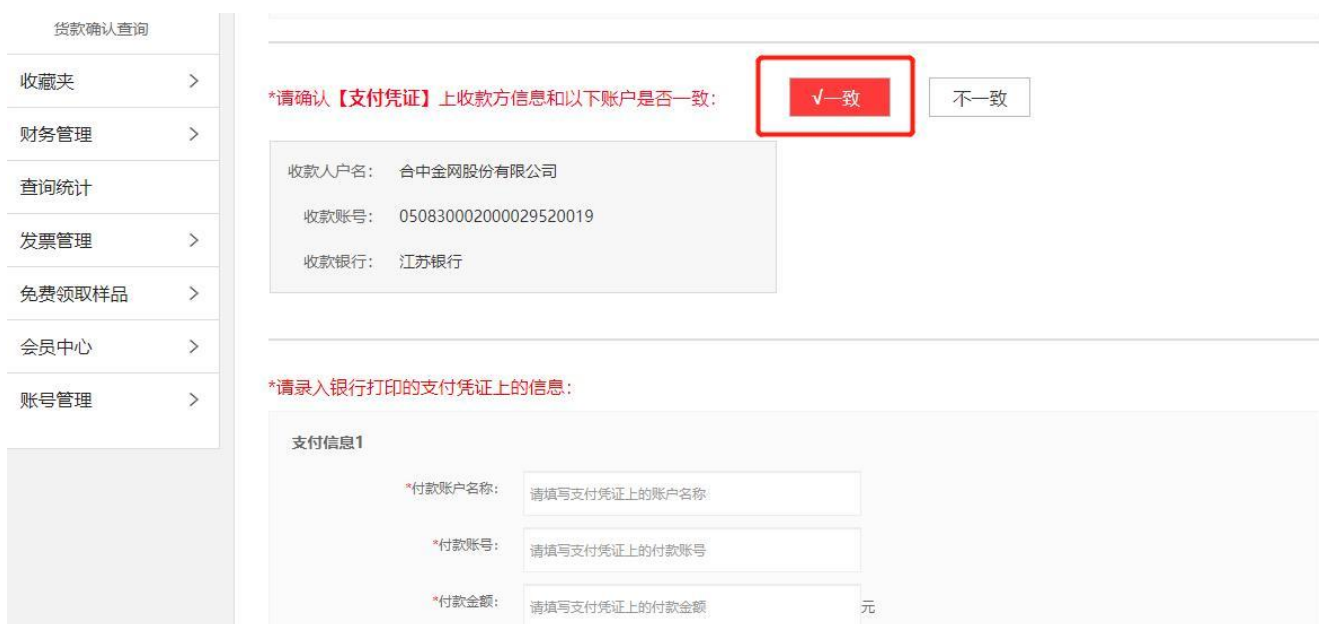 货款确认查询
收藏夹
财务管理
查询统计
发票管理
免费领取样品
会员中心
账号管理
*请确认【支付凭证】上收款方信息和以下账户是否一致：
√一致
不一致
收款人户名： 合中金网股份有限公司
收款账号： 050830002000029520019
收款银行： 江苏银行
*请录入银行打印的支付凭证上的信息：
支付信息1
*付款账户名称： 请填写支付凭证上的账户名称
*付款账号： 请填写支付凭证上的付款账号
*付款金额： 请填写支付凭证上的付款金额 元